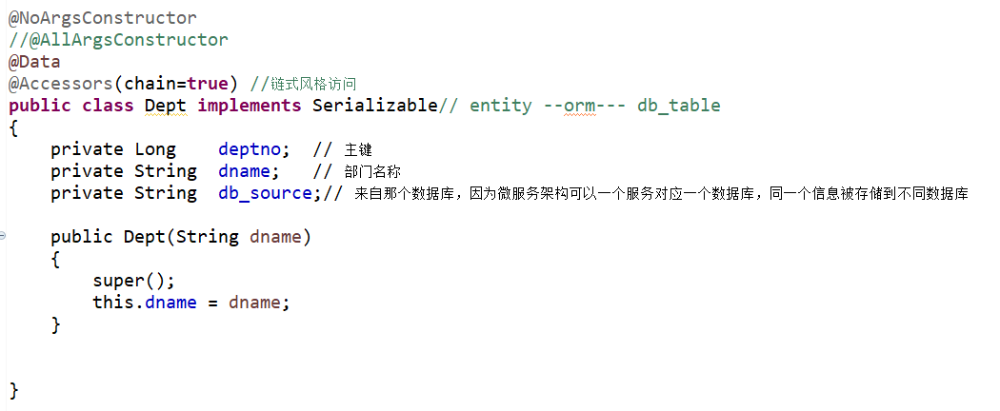 @NoArgsConstructor
//@AllArgsConstructor
@Data
@Accessors(chain=true) //链式风格访问
public class Dept implements Serializable// entity --orm--- db_table
{
    private Long    deptno;  // 主键
    private String  dname;   // 部门名称
    private String  db_source;// 来自那个数据库，因为微服务架构可以一个服务对应一个数据库，同一个信息被存储到不同数据库
    public Dept(String dname)
    {
        super();
        this.dname = dname;
    }
}